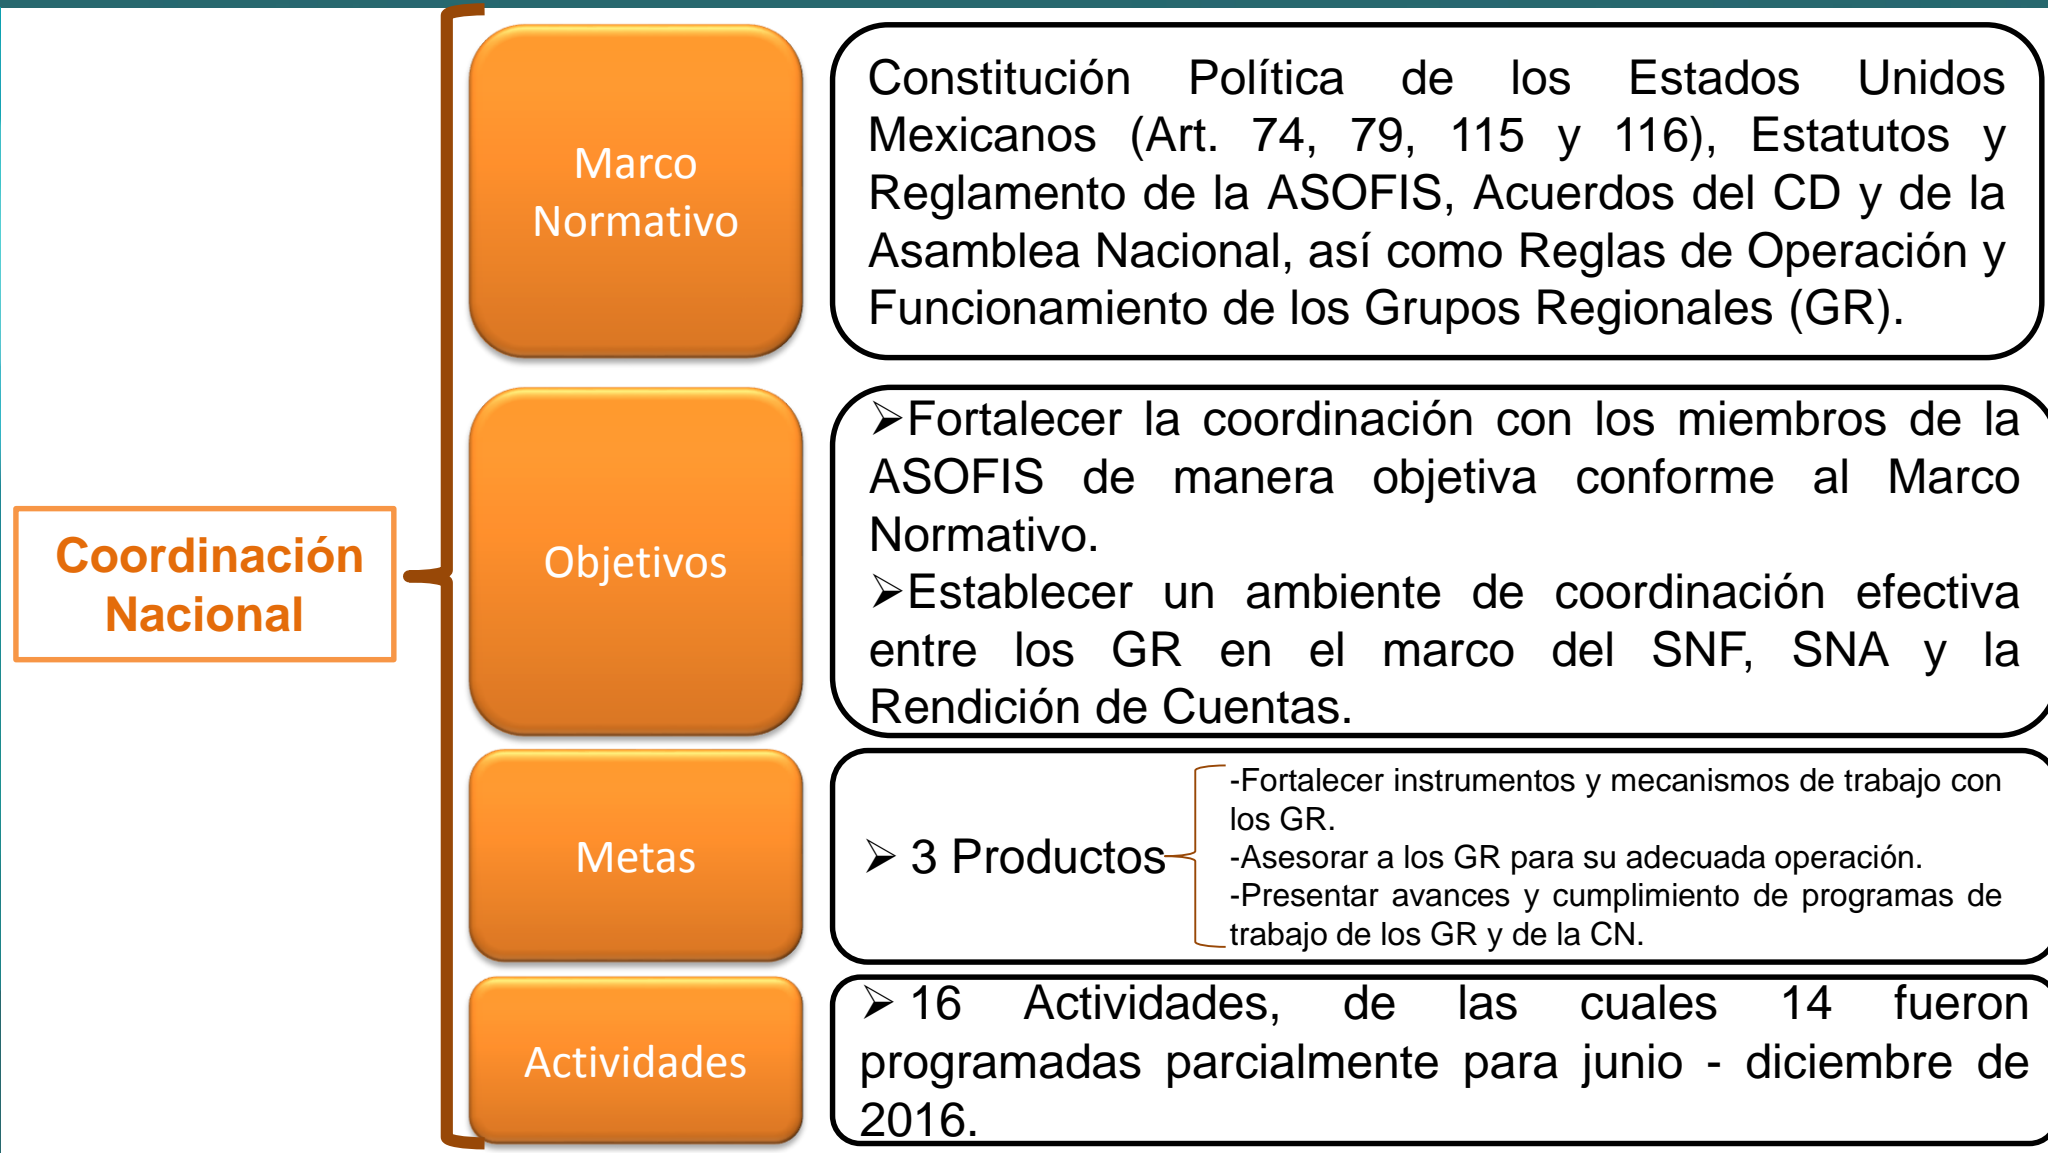 Coordinación
Nacional
Marco
Normativo
Constitución Política de los Estados Unidos
Mexicanos (Art. 74, 79, 115 y 116), Estatutos y
Reglamento de la ASOFIS, Acuerdos del CD y de la
Asamblea Nacional, así como Reglas de Operación y
Funcionamiento de los Grupos Regionales (GR).
Objetivos
➢Fortalecer la coordinación con los miembros de la
ASOFIS de manera objetiva conforme al Marco
Normativo.
➢Establecer un ambiente de coordinación efectiva
entre los GR en el marco del SNF, SNA y la
Rendición de Cuentas.
Metas
➢ 3 Productos
-Fortalecer instrumentos y mecanismos de trabajo con
los GR.
-Asesorar a los GR para su adecuada operación.
-Presentar avances y cumplimiento de programas de
trabajo de los GR y de la CN.
Actividades
➢ 16 Actividades, de las cuales 14 fueron
programadas parcialmente para junio - diciembre de
2016.